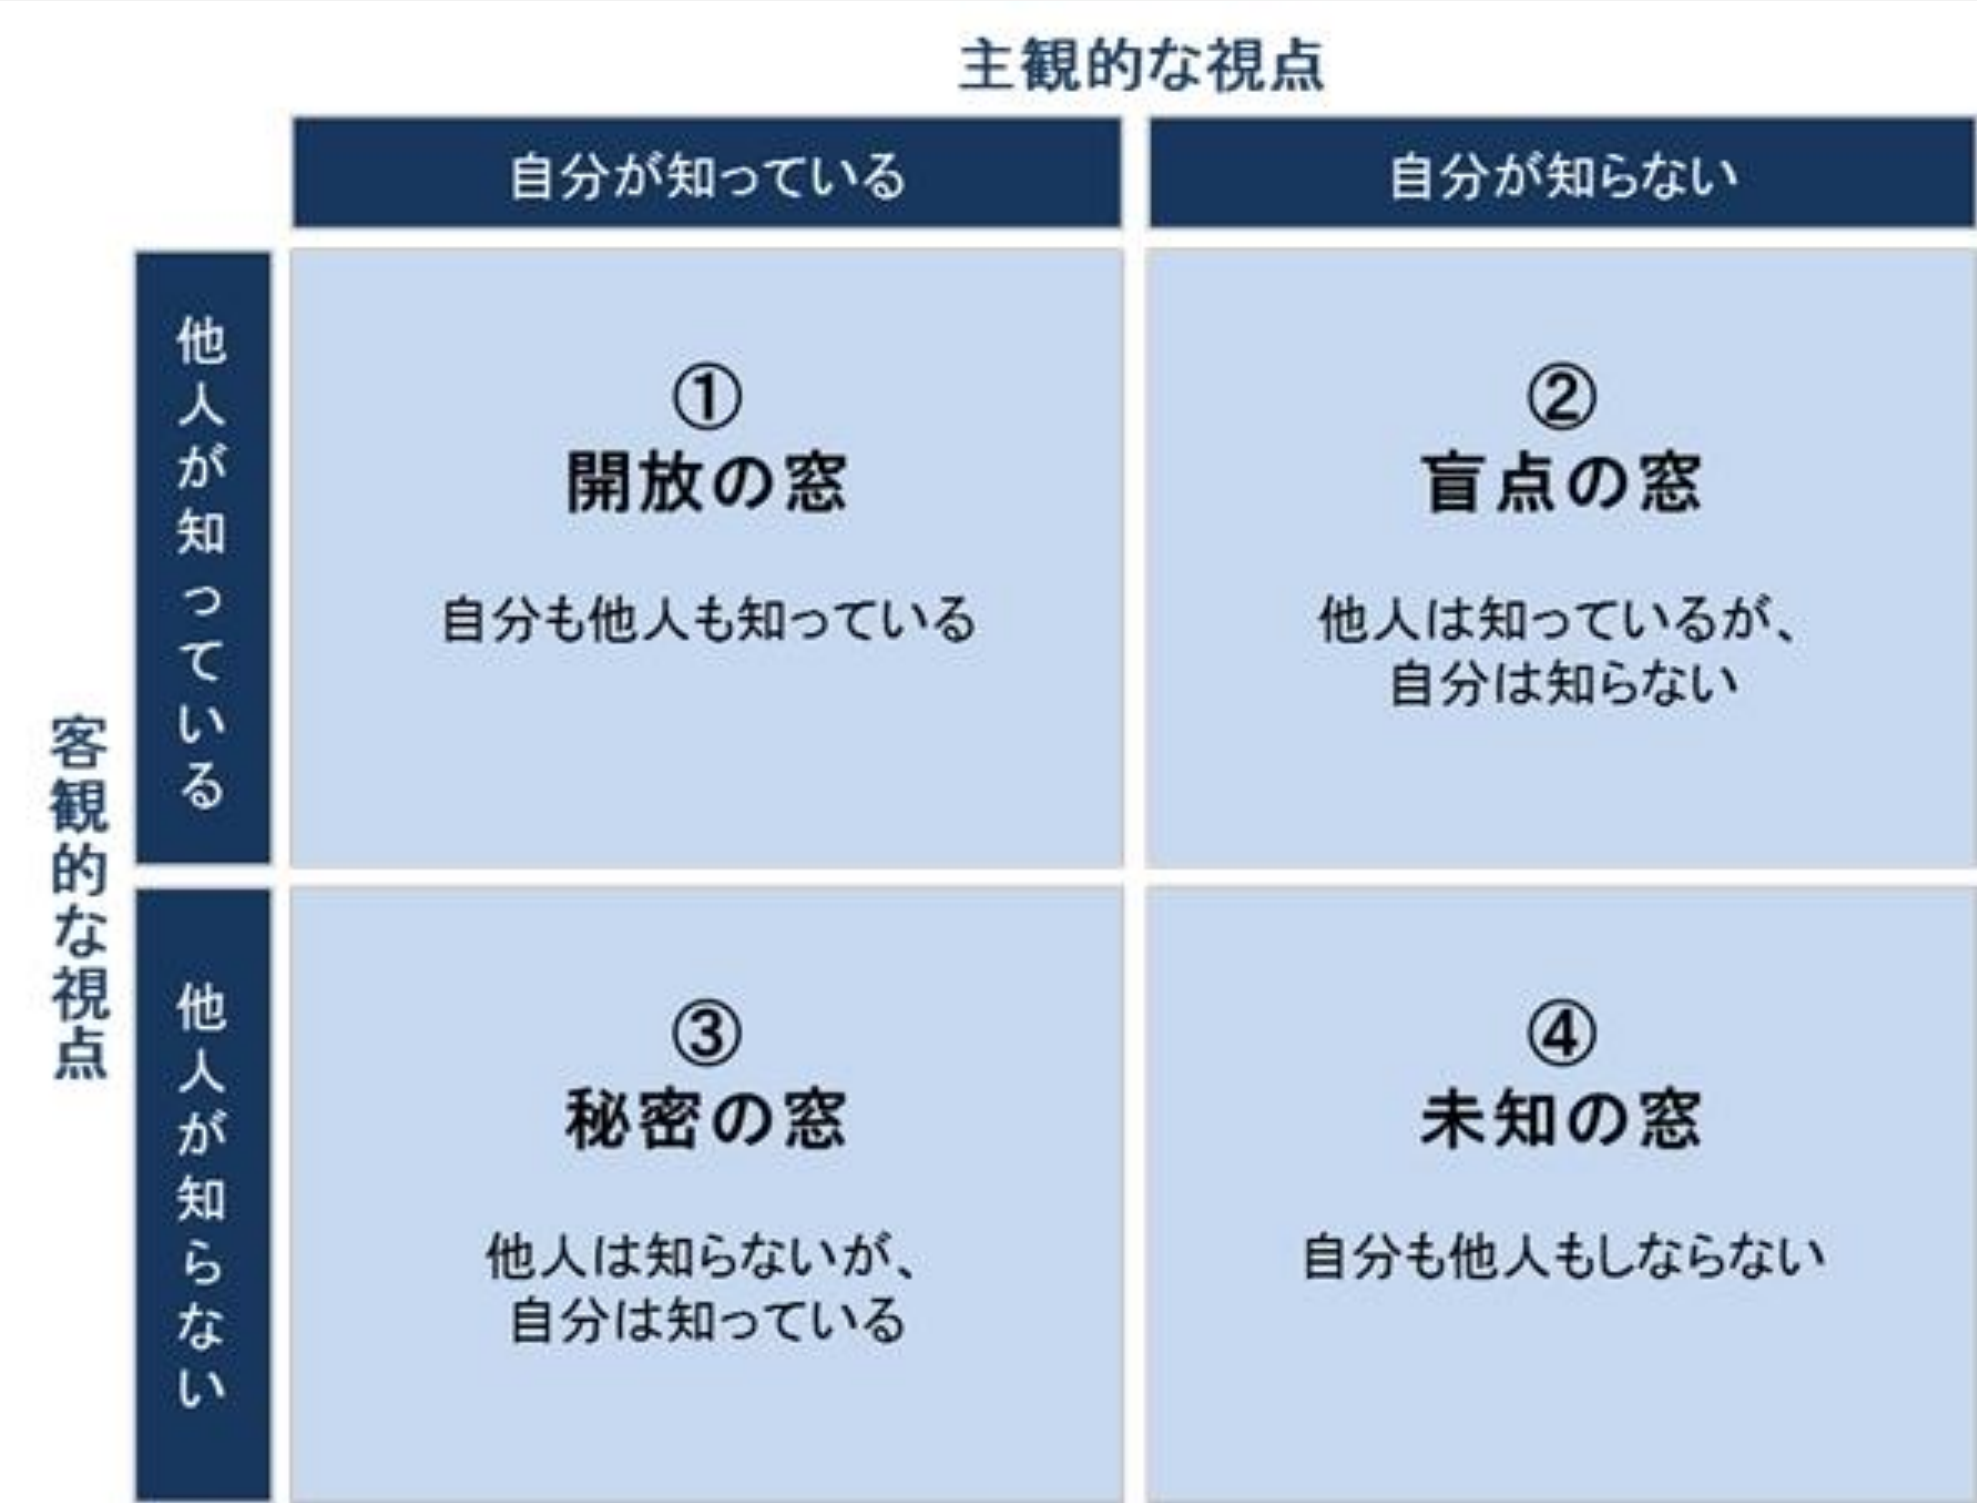 主観的な視点
自分が知っている
自分が知らない
客観的な視点
他人が知っている
①
開放の窓
自分も他人も知っている
②
盲点の窓
他人は知っているが、
自分は知らない
他人が知らない
③
秘密の窓
他人は知らないが、
自分は知っている
④
未知の窓
自分も他人もしならない